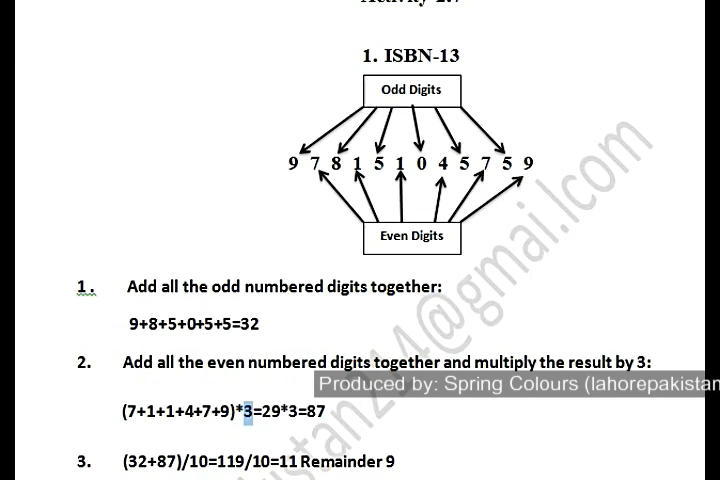 1. ISBN-13
Odd Digits
9 7 8 1 5 1 0 4 5 7 5 9
Even Digits
1. Add all the odd numbered digits together:
9+8+5+0+5+5=32
2. Add all the even numbered digits together and multiply the result by 3:
Produced by: Spring Colours (lahorepakistan
(7+1+1+4+7+9)*3=29*3=87
3. (32+87)/10=119/10=11 Remainder 9